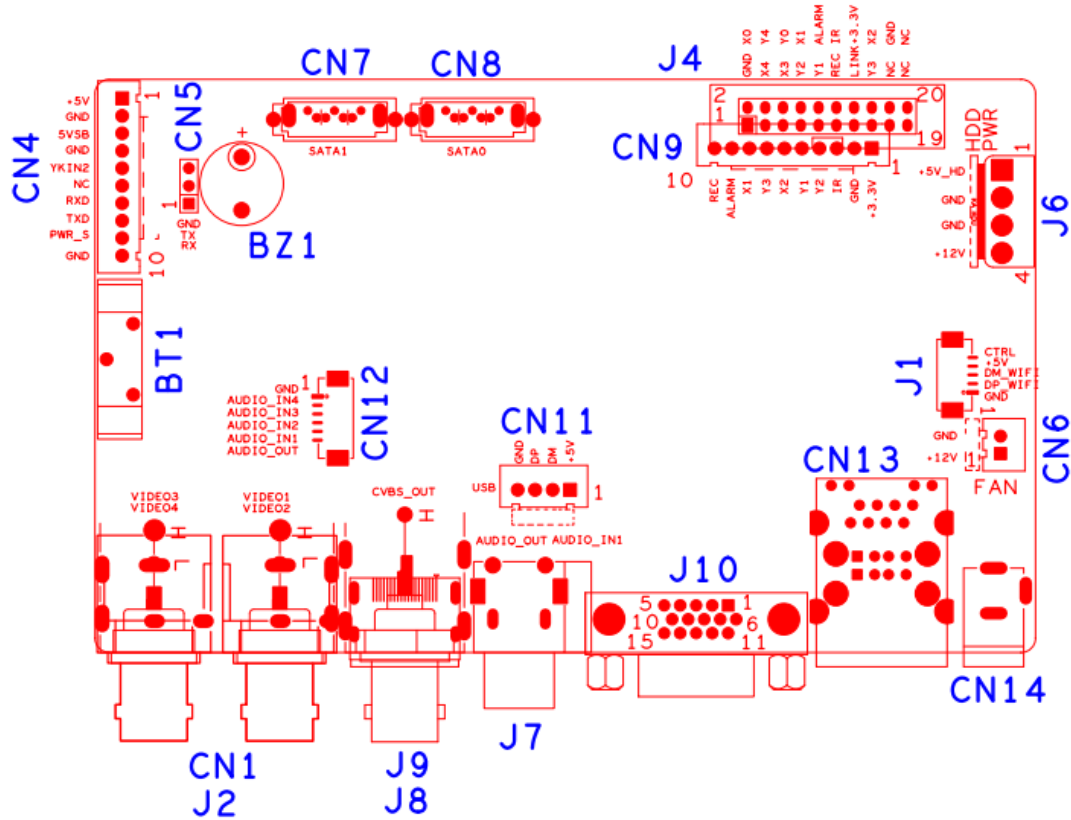 CN7
CN8
J4
GND X0
X4 Y4
X3 Y0
Y2 X1
Y1 ALARM
REC IR
LINK +3.3V
Y3 X2
NC GND
NC NC
2
20
1
19
CN9
10
1
REC
ALARM
X1
Y3
X2
Y1
Y2
IR
GND
+3.3V
CN4
+5V
GND
5VSB
GND
YKIN2
NC
RXD
TXD
PWR_S
GND
1
10
CN5
1
GND
TX
RX
+
BZ1
SATA1
SATA0
HDD
PWR
1
+5V_HD
GND
GND
+12V
4
J6
BT1
J1
CTRL
+5V
DM_WIFI
DP_WIFI
GND
1
GND 1
AUDIO_IN4
AUDIO_IN3
AUDIO_IN2
AUDIO_IN1
AUDIO_OUT
CN12
CN11
GND
DP
DM
+5V
USB
1
CN6
GND
+12V
1
FAN
CN13
VIDEO3
VIDEO4
VIDEO1
VIDEO2
CVBS_OUT
AUDIO_OUT
AUDIO_IN1
J10
5
1
10
6
15
11
CN14
J7
CN1
J2
J9
J8